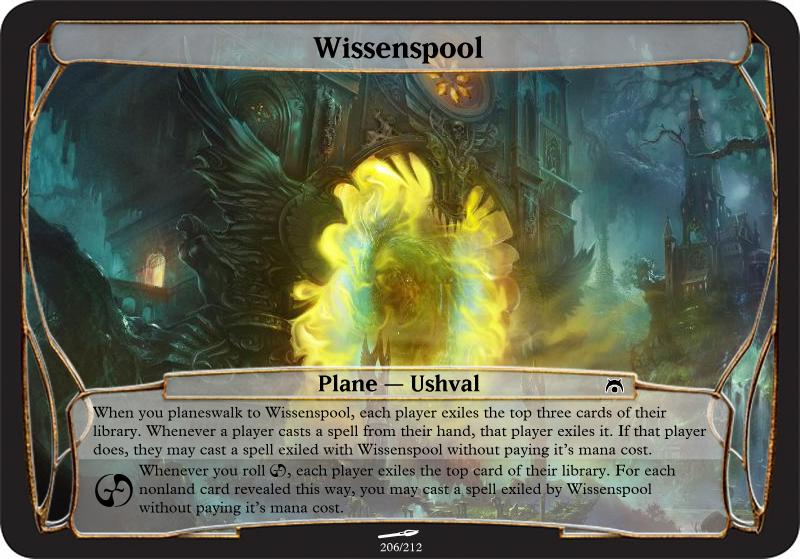 Wissenspool
Plane — Ushval
When you planeswalk to Wissenspool, each player exiles the top three cards of their
library. Whenever a player casts a spell from their hand, that player exiles it. If that player
does, they may cast a spell exiled with Wissenspool without paying it's mana cost.
Whenever you roll , each player exiles the top card of their library. For each
nonland card revealed this way, you may cast a spell exiled by Wissenspool
without paying it's mana cost.
206/212